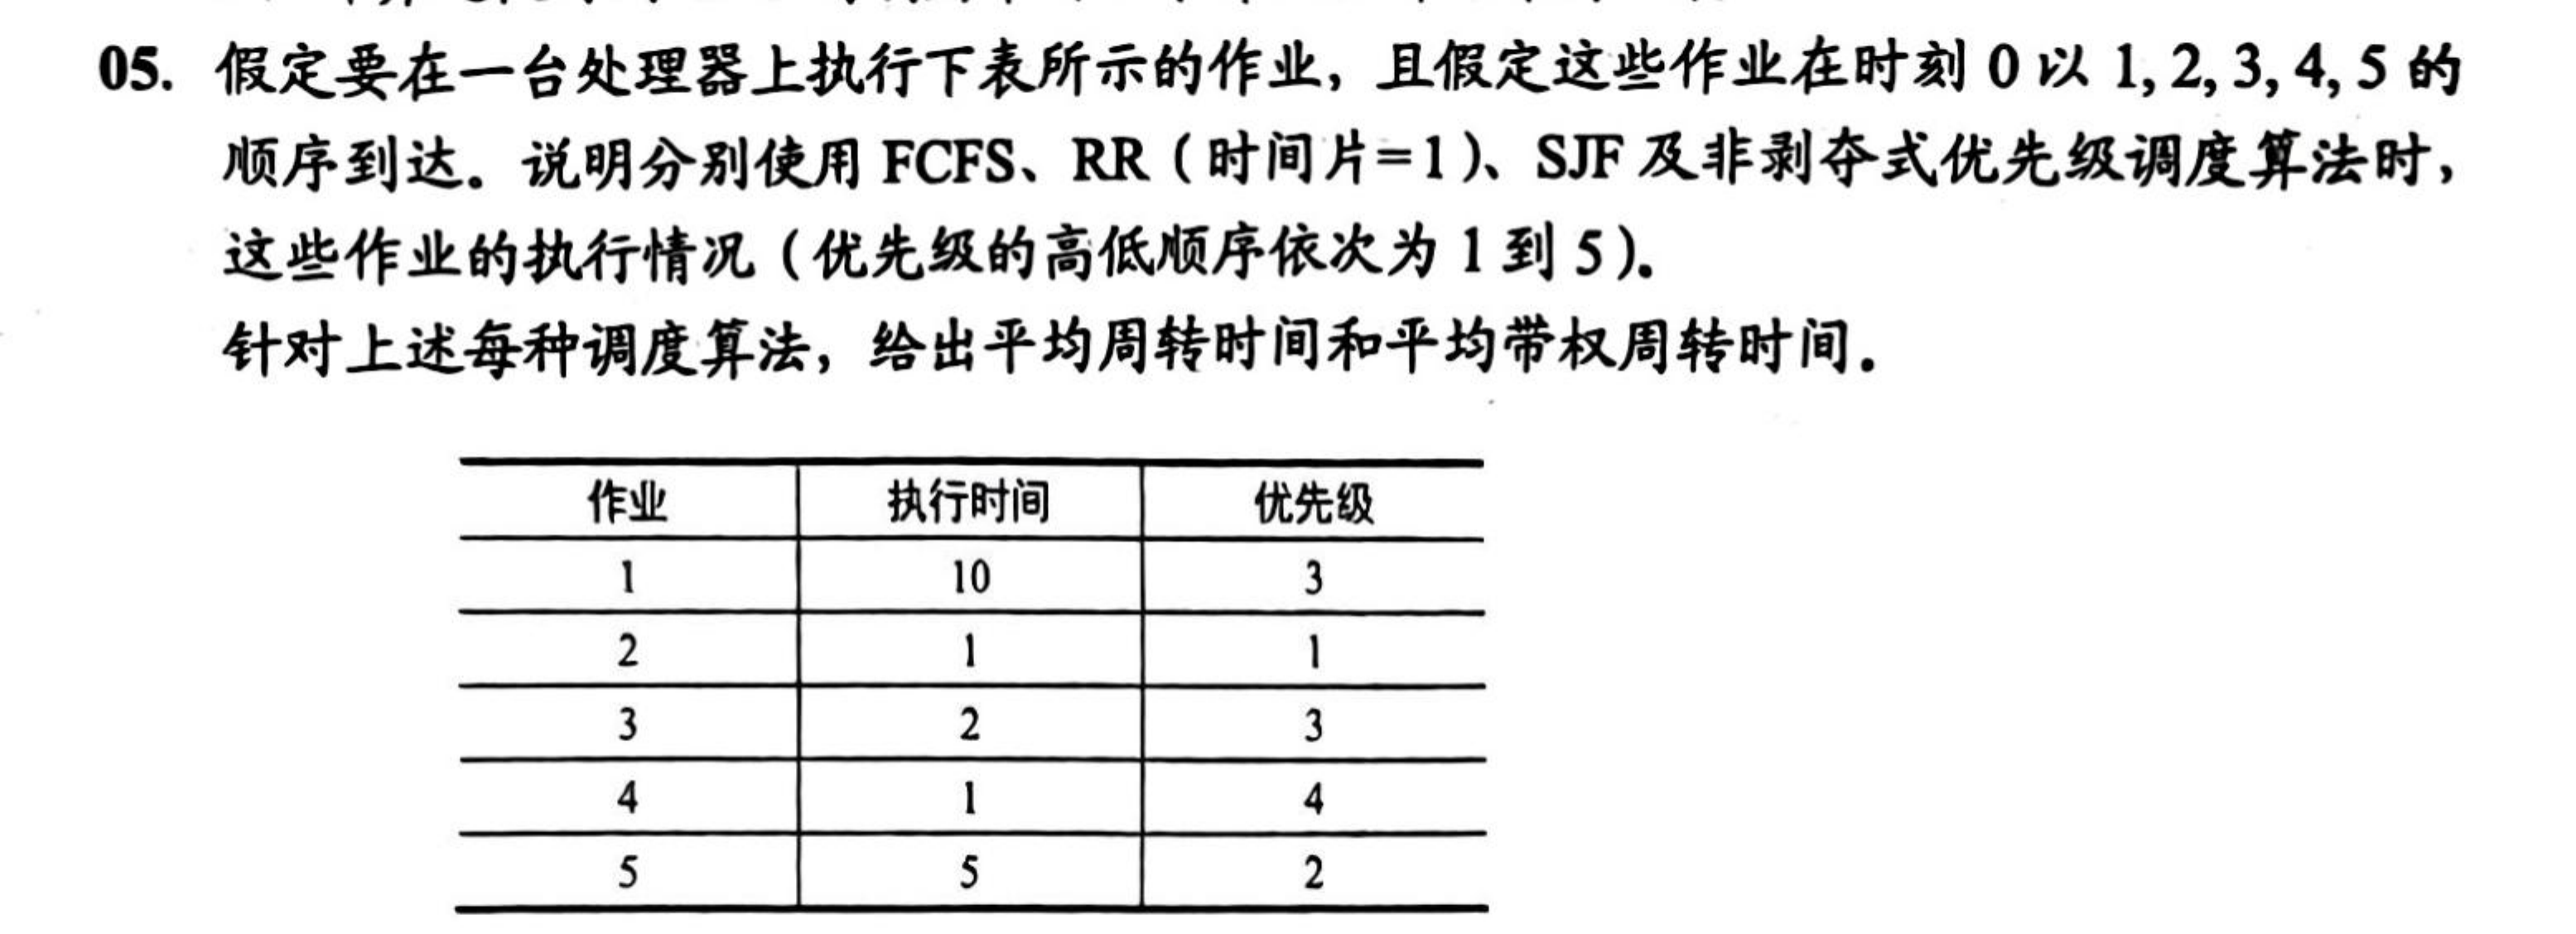 05. 假定要在一台处理器上执行下表所示的作业，且假定这些作业在时刻 0 以 1, 2, 3, 4, 5 的
顺序到达。说明分别使用 FCFS、RR（时间片=1）、SJF 及非剥夺式优先级调度算法时，
这些作业的执行情况（优先级的高低顺序依次为 1 到 5）。
针对上述每种调度算法，给出平均周转时间和平均带权周转时间．
作业 执行时间 优先级
1 10 3
2 1 1
3 2 3
4 1 4
5 5 2